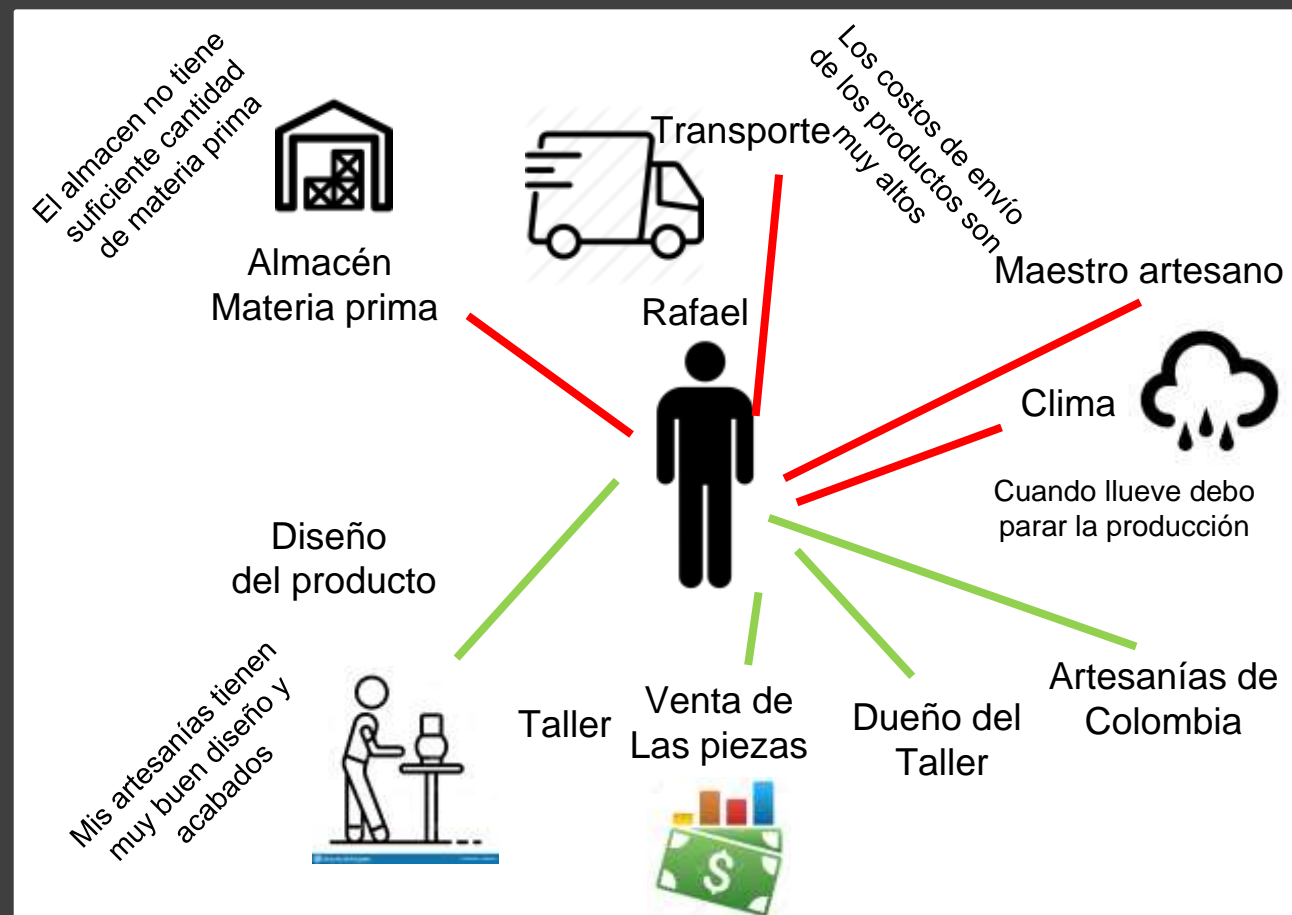 El almacen no tiene
suficiente cantidad
de materia prima
Almacén
Materia prima
Transporte
Los costos de envío
de los productos son
muy altos
Maestro artesano
Rafael
Clima
Cuando llueve debo
parar la producción
Diseño
del producto
Mis artesanías tienen
muy buen diseño y
acabados
Taller
Venta de
Las piezas
$
Dueño del
Taller
Artesanías de
Colombia